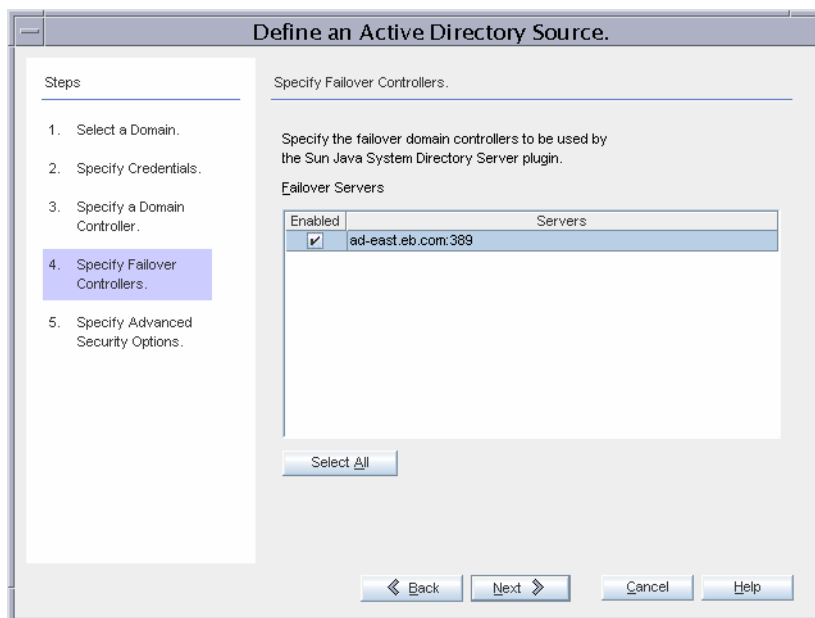 Define an Active Directory Source.
Steps
1. Select a Domain.
2. Specify Credentials.
3. Specify a Domain
Controller.
4. Specify Failover
Controllers.
5. Specify Advanced
Security Options.
Specify Failover Controllers.
Specify the failover domain controllers to be used by
the Sun Java System Directory Server plugin.
Failover Servers
Enabled Servers
ad-east.eb.com:389
Select All
Back Next Cancel Help